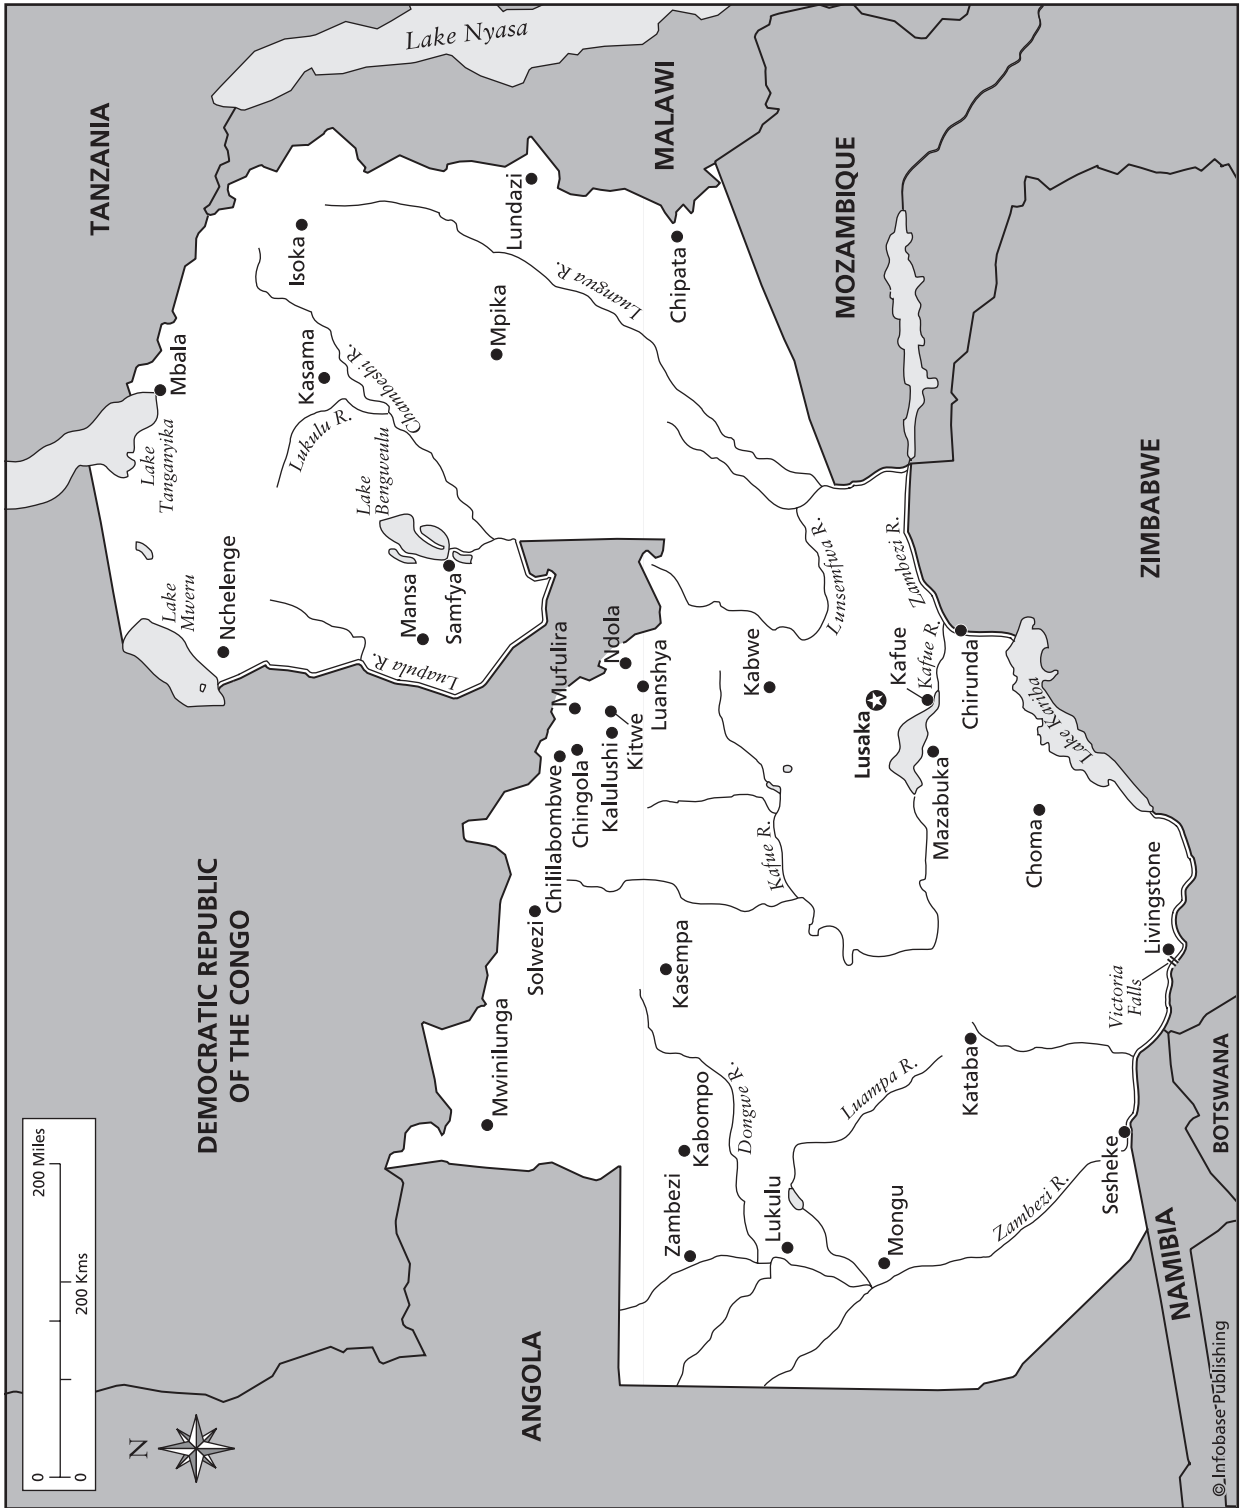 N
0 200 Miles
0 200 Kms
TANZANIA
DEMOCRATIC REPUBLIC
OF THE CONGO
ANGOLA
MALAWI
MOZAMBIQUE
ZIMBABWE
BOTSWANA
NAMIBIA
Lake Nyasa
Lake
Tanganyika
Lake
Mweru
Lake
Bengweulu
Lake Kariba
Victoria
Falls
Mbala
Isoka
Kasama
Nchelenge
Mansa
Samfya
Mpika
Lundazi
Chipata
Mufulira
Ndola
Luanshya
Kitwe
Kalulushi
Chingola
Chililabombwe
Solwezi
Mwinilunga
Kasempa
Kabompo
Zambezi
Lukulu
Mongu
Kabwe
Lusaka
Kafue
Chirunda
Mazabuka
Choma
Livingstone
Kataba
Sesheke
Chambeshi R.
Lukulu R.
Luapula R.
Luangwa R.
Lunsemfwa R.
Zambezi R.
Kafue R.
Kafue R.
Dongwe R.
Luampa R.
Zambezi R.
© Infobase Publishing